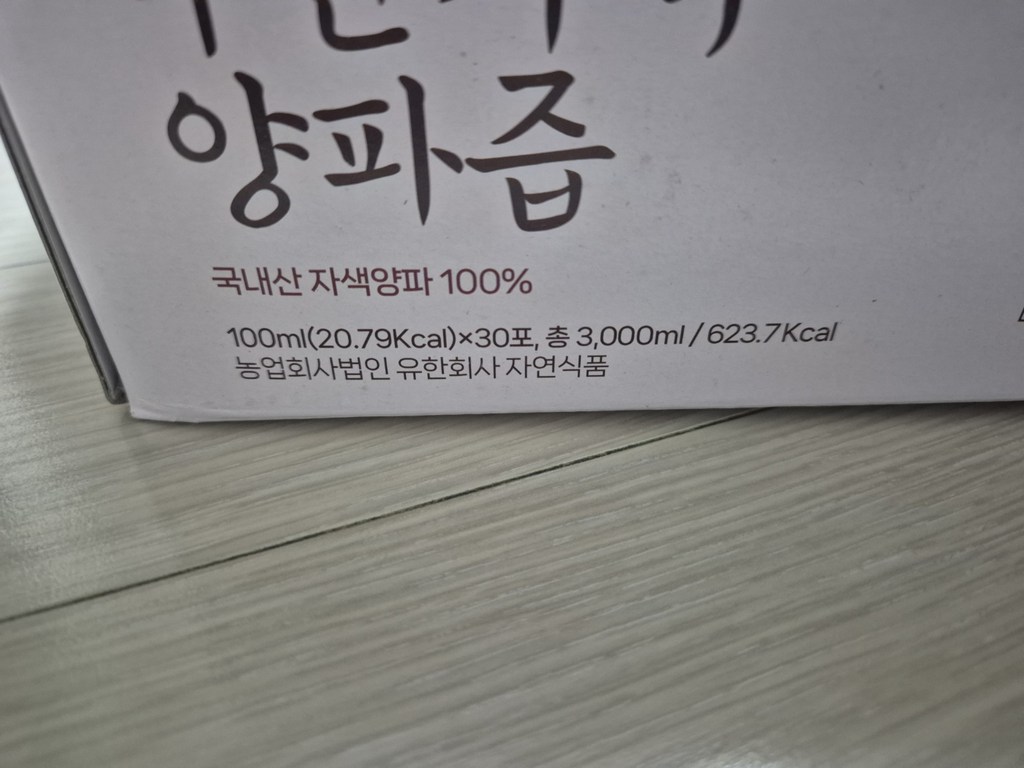 양파즙
국내산 자색양파 100%
100ml(20.79Kcal)×30포, 총 3,000ml / 623.7Kcal
농업회사법인 유한회사 자연식품